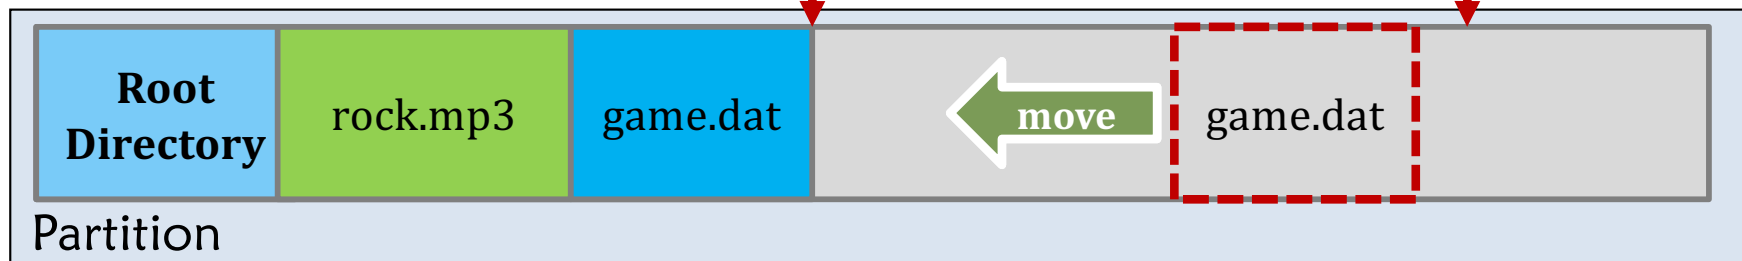 Root
Directory
rock.mp3
game.dat
move
game.dat
Partition